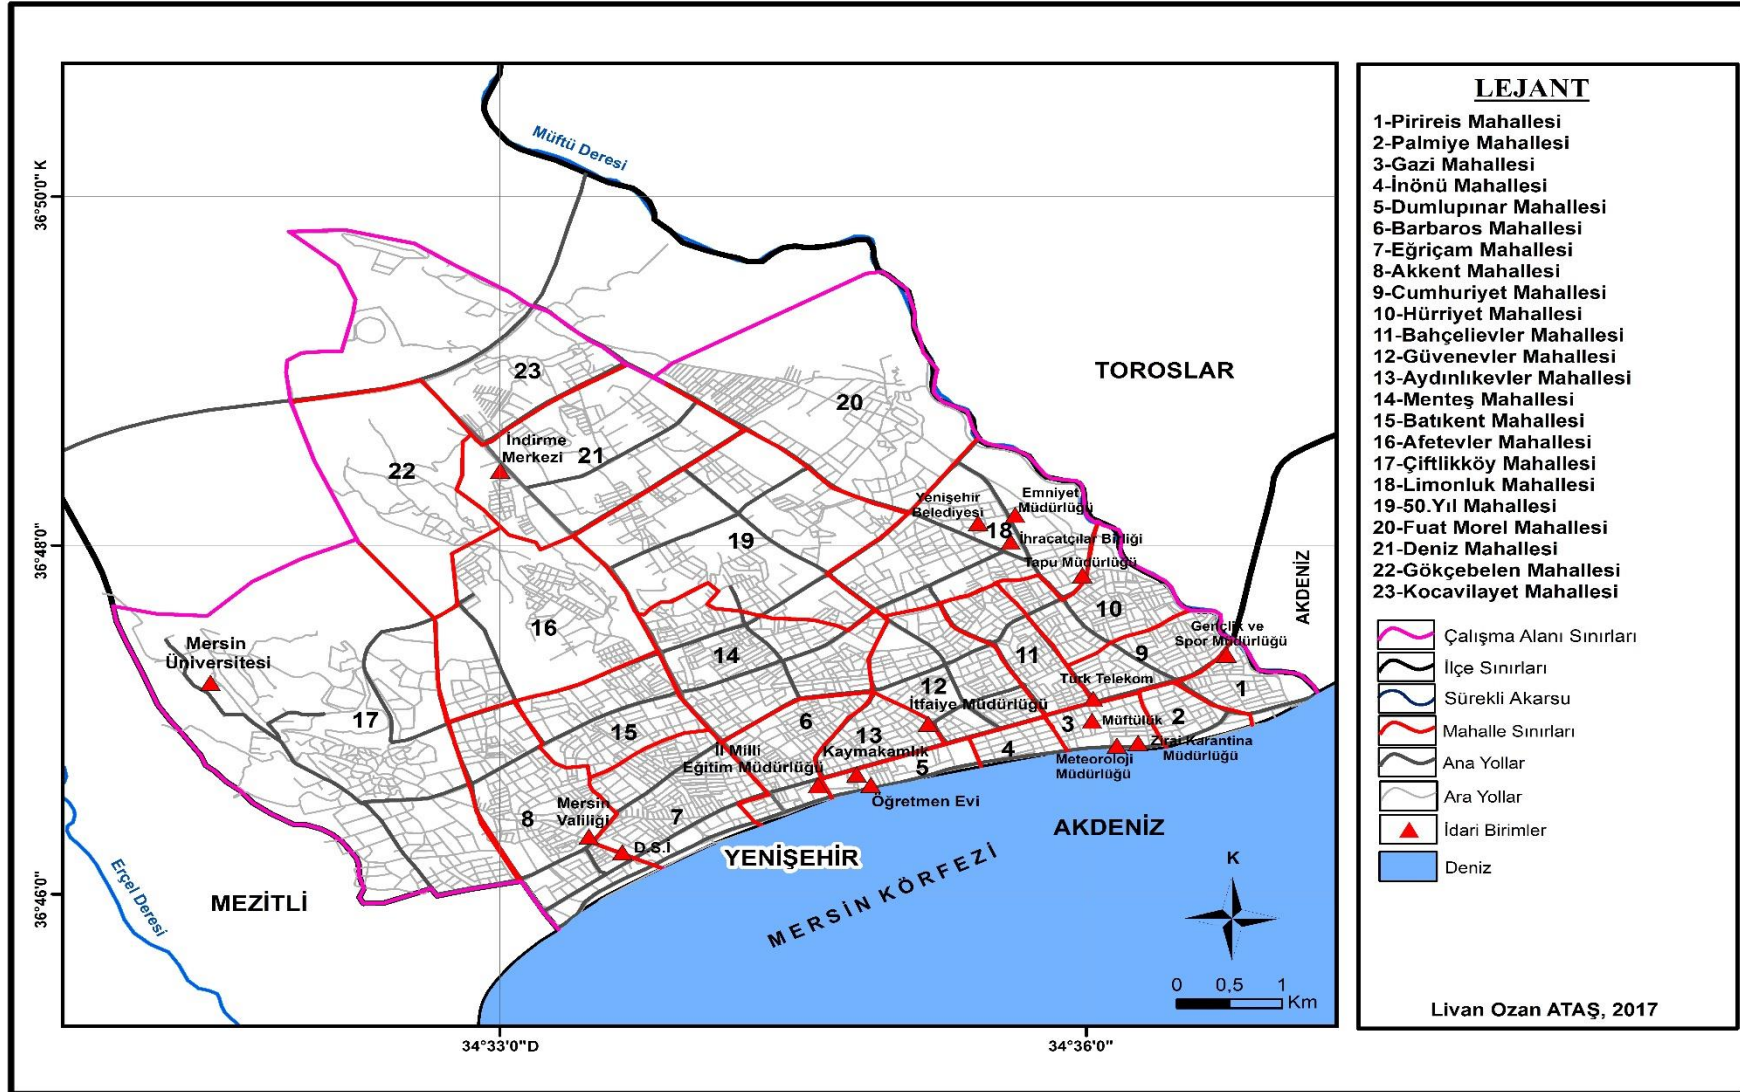 Müftü Deresi
36°50'0" K
36°48'0"
36°46'0"
34°33'0"D
34°36'0"
TOROSLAR
AKDENİZ
23
20
22
21
İndirme
Merkezi
19
Yenişehir
Belediyesi
Emniyet
Müdürlüğü
18
İhracatçılar Birliği
Tapu Müdürlüğü
10
16
Gençlik ve
Spor Müdürlüğü
Mersin
Üniversitesi
14
11
9
12
Türk Telekom
1
İtfaiye Müdürlüğü
17
15
6
13
3
Müftülük
2
4
Kaymakamlık
İl Milli
Eğitim Müdürlüğü
5
Meteoroloji
Müdürlüğü
Zirai Karantina
Müdürlüğü
Öğretmen Evi
8
Mersin
Valiliği
7
D.S.İ
YENİŞEHİR
AKDENİZ
MERSİN KÖRFEZİ
MEZİTLİ
Erçel Deresi
K
0 0,5 1
Km
LEJANT
1-Pirireis Mahallesi
2-Palmiye Mahallesi
3-Gazi Mahallesi
4-İnönü Mahallesi
5-Dumlupınar Mahallesi
6-Barbaros Mahallesi
7-Eğriçam Mahallesi
8-Akkent Mahallesi
9-Cumhuriyet Mahallesi
10-Hürriyet Mahallesi
11-Bahçelievler Mahallesi
12-Güvenevler Mahallesi
13-Aydınlıkevler Mahallesi
14-Menteş Mahallesi
15-Batıkent Mahallesi
16-Afetevler Mahallesi
17-Çiftlikköy Mahallesi
18-Limonluk Mahallesi
19-50.Yıl Mahallesi
20-Fuat Morel Mahallesi
21-Deniz Mahallesi
22-Gökçebelen Mahallesi
23-Kocavilayet Mahallesi
Çalışma Alanı Sınırları
İlçe Sınırları
Sürekli Akarsu
Mahalle Sınırları
Ana Yollar
Ara Yollar
İdari Birimler
Deniz
Livan Ozan ATAŞ, 2017